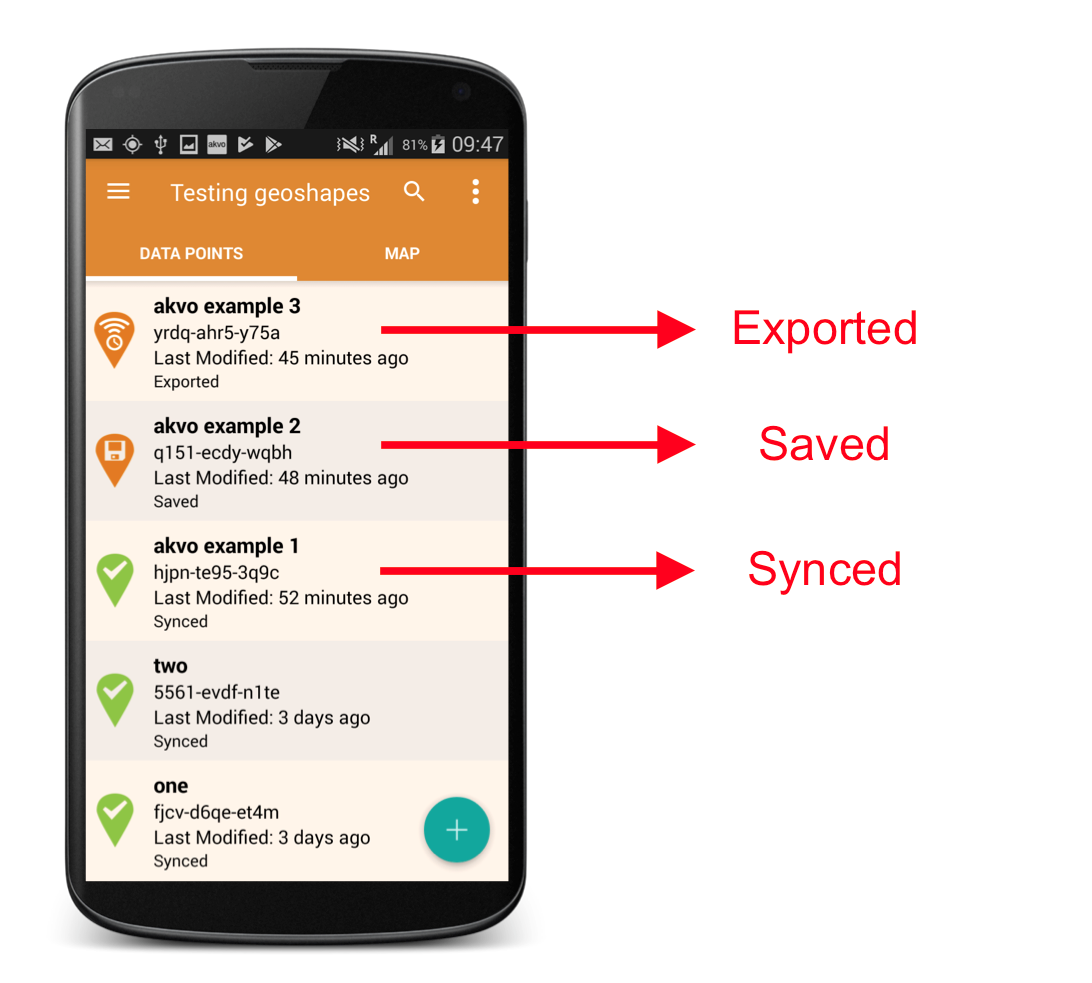 akvo R 81% 09:47
Testing geoshapes
DATA POINTS MAP
akvo example 3
yrdq-ahr5-y75a
Last Modified: 45 minutes ago
Exported
Exported
akvo example 2
q151-ecdy-wqbh
Last Modified: 48 minutes ago
Saved
Saved
akvo example 1
hjpn-te95-3q9c
Last Modified: 52 minutes ago
Synced
Synced
two
5561-evdf-n1te
Last Modified: 3 days ago
Synced
one
fjcv-d6qe-et4m
Last Modified: 3 days ago
Synced